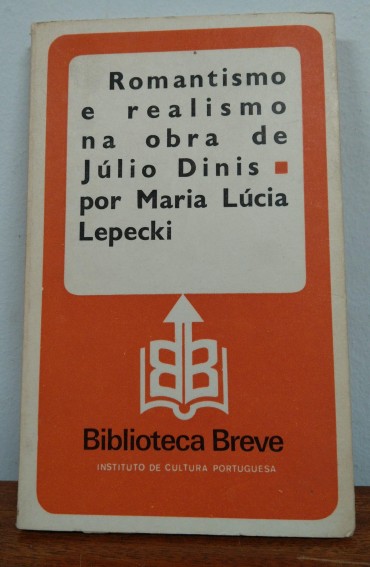 Romantismo
e realismo
na obra de
Júlio Dinis
por Maria Lúcia
Lepecki
BB
Biblioteca Breve
INSTITUTO DE CULTURA PORTUGUESA